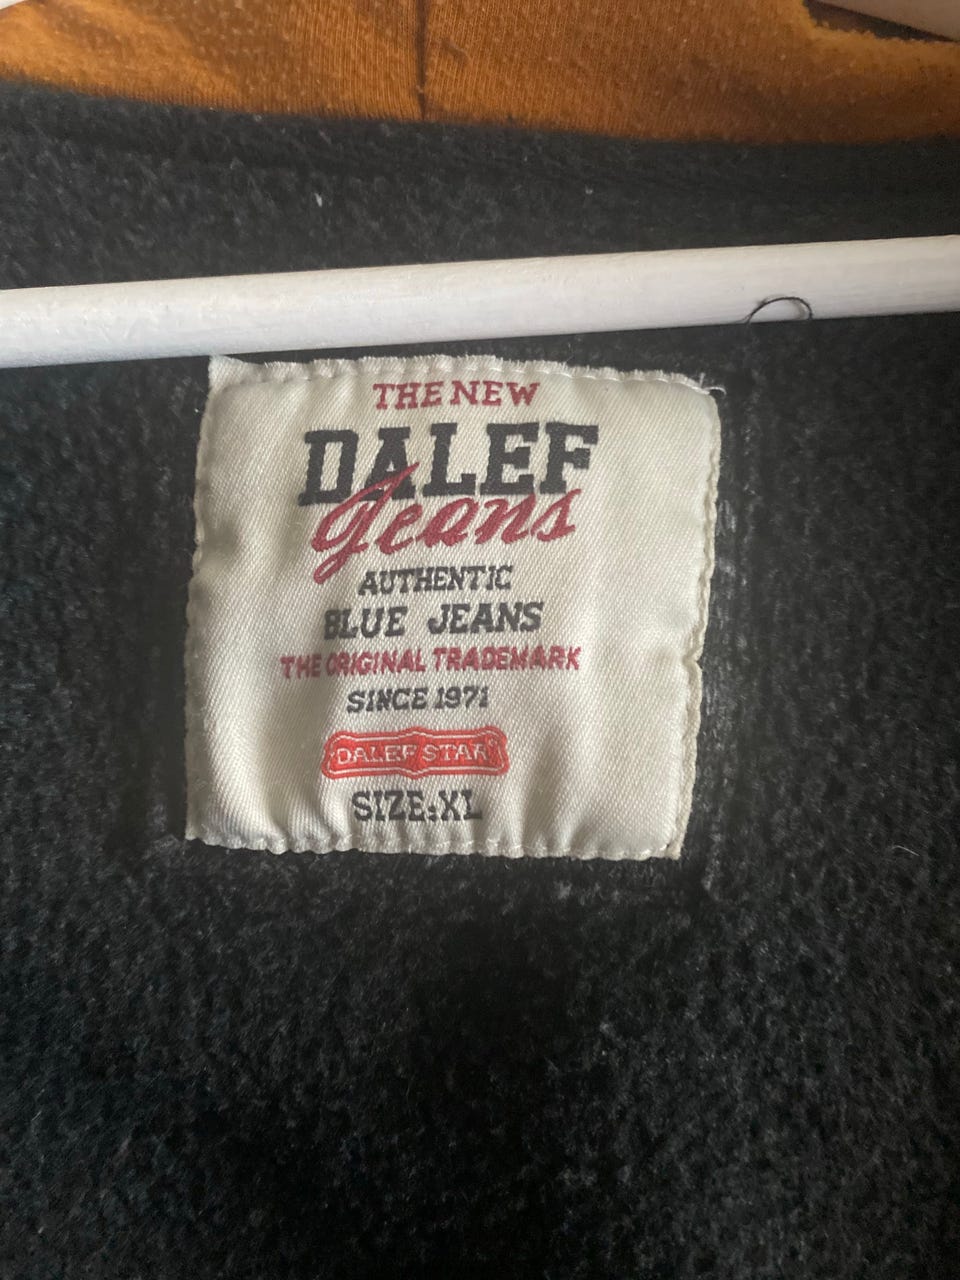 THE NEW
DALEF
Jeans
AUTHENTIC
BLUE JEANS
THE ORIGINAL TRADEMARK
SINCE 1971
DALEF STAR
SIZE:XL